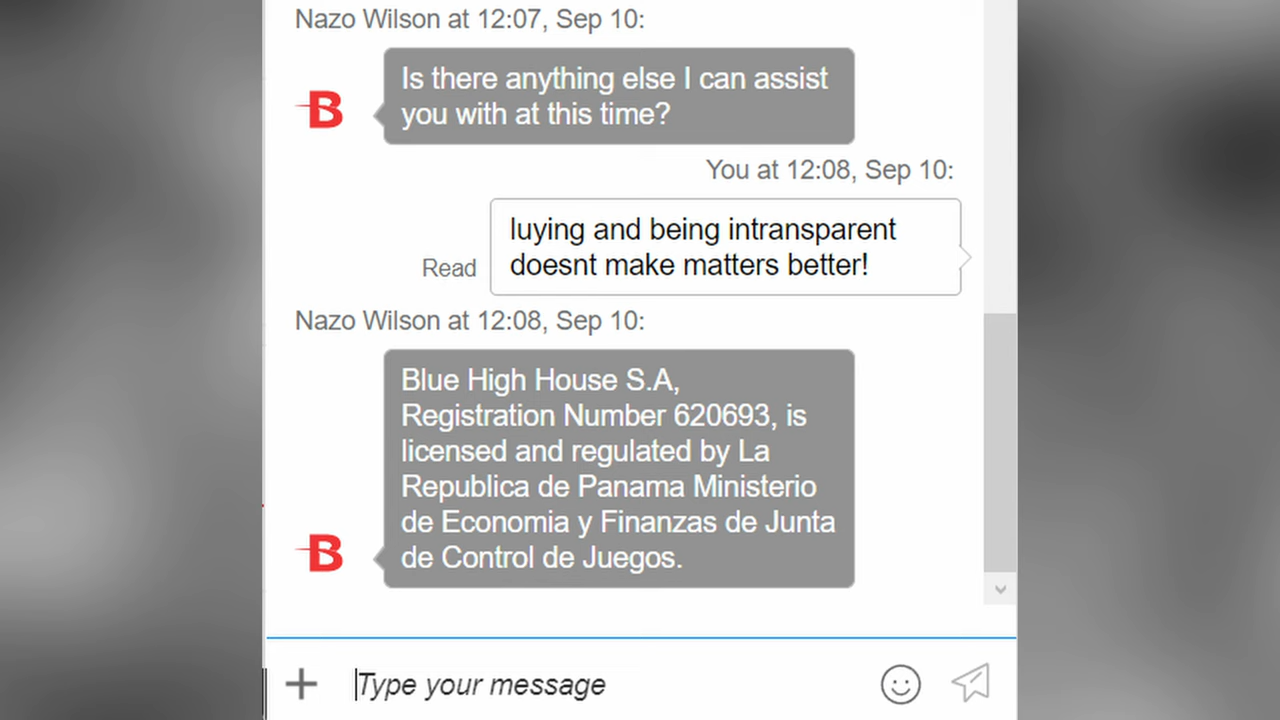 Nazo Wilson at 12:07, Sep 10:
Is there anything else I can assist
you with at this time?
B
You at 12:08, Sep 10:
luying and being intransparent
doesnt make matters better!
Read
Nazo Wilson at 12:08, Sep 10:
Blue High House S.A,
Registration Number 620693, is
licensed and regulated by La
Republica de Panama Ministerio
de Economia y Finanzas de Junta
de Control de Juegos.
B
Type your message